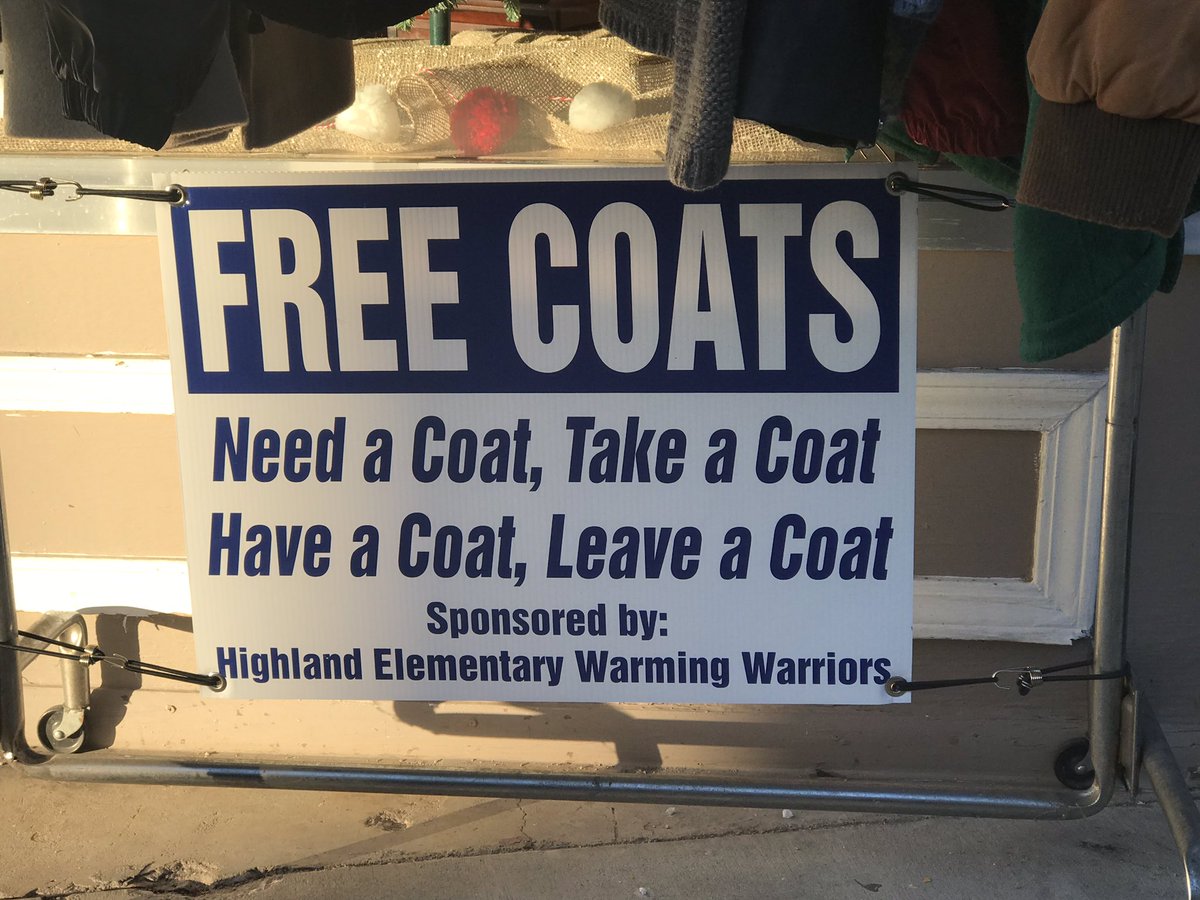 FREE COATS
Need a Coat, Take a Coat
Have a Coat, Leave a Coat
Sponsored by:
Highland Elementary Warming Warriors